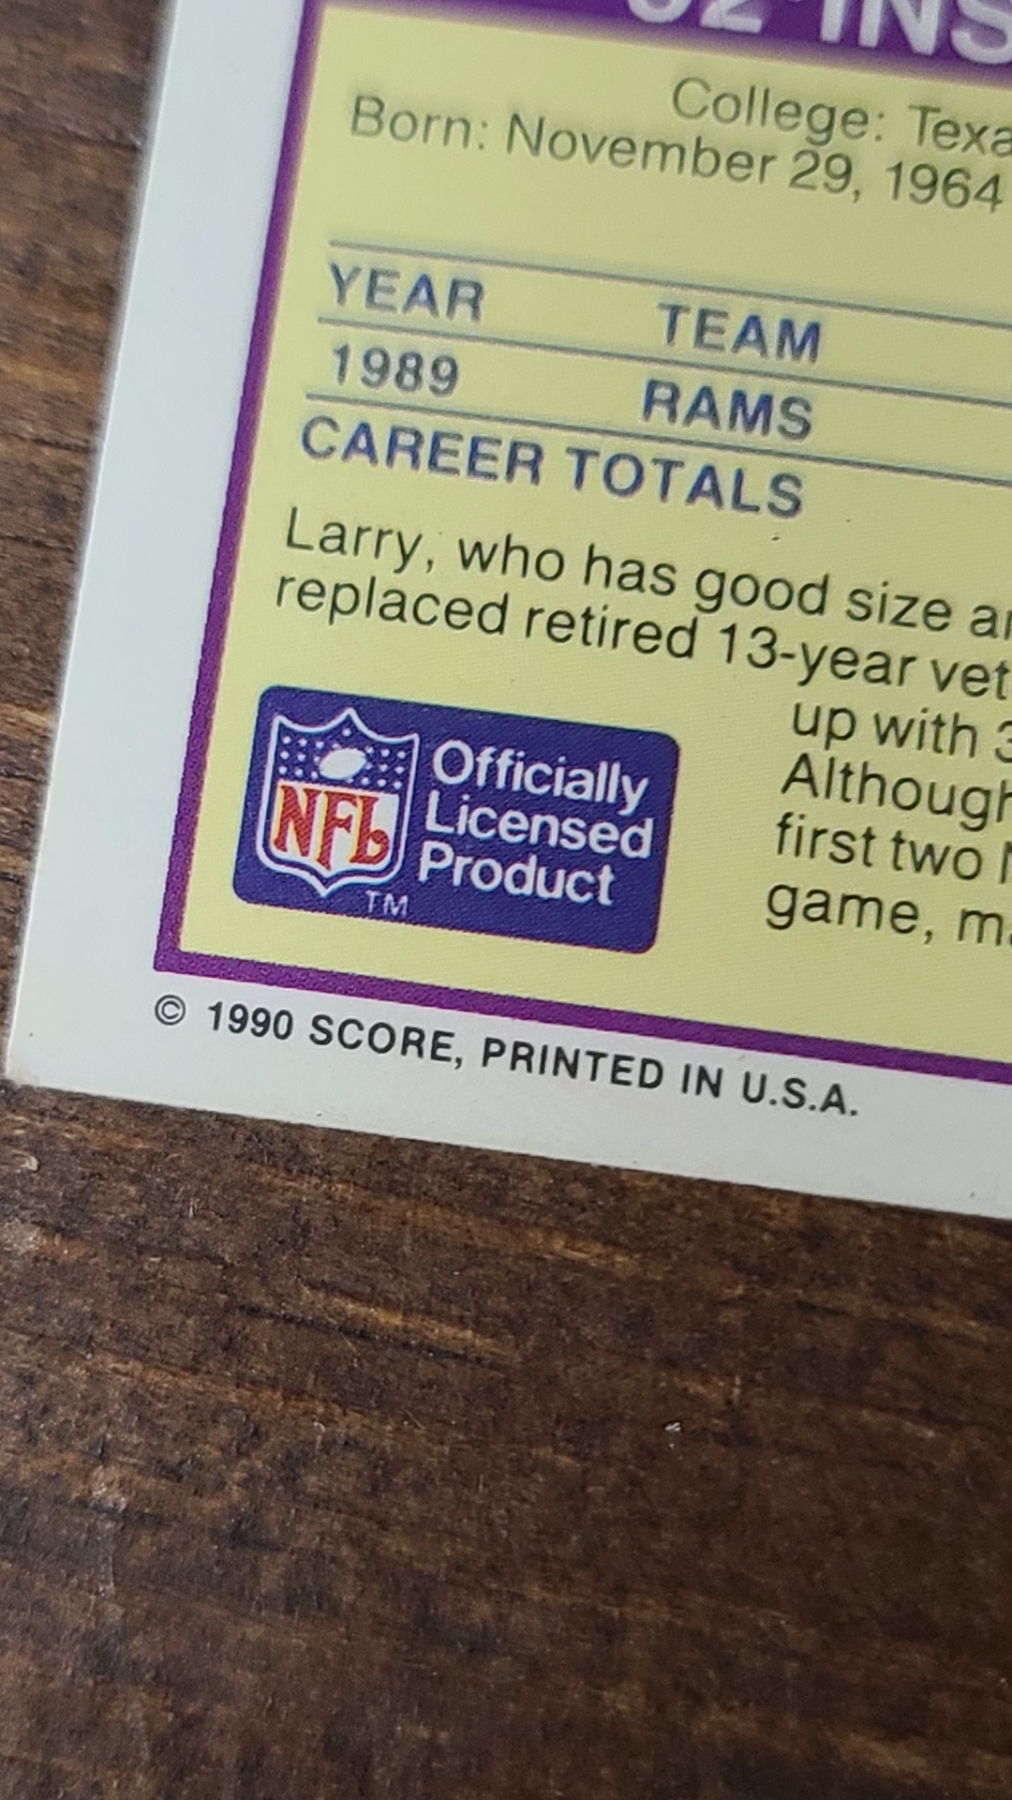 College: Texa
Born: November 29, 1964
YEAR TEAM
1989 RAMS
CAREER TOTALS
Larry, who has good size
replaced retired 13-year vet
up with 3
Although
first two
game,
NFL
TM
Officially
Licensed
Product
© 1990 SCORE, PRINTED IN U.S.A.